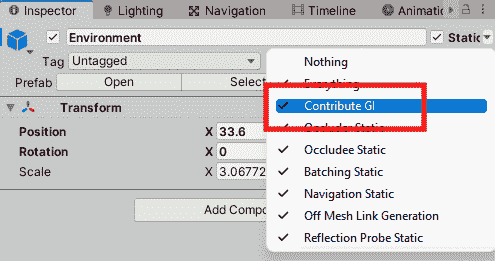 Inspector Lighting Navigation Timeline Animatio
Environment Static
Tag Untagged
Prefab Open Select
Transform
Position X 33.6
Rotation X 0
Scale X 3.06772
Add Compo
Nothing
Everything
Contribute GI
Occluder Static
Occludee Static
Batching Static
Navigation Static
Off Mesh Link Generation
Reflection Probe Static